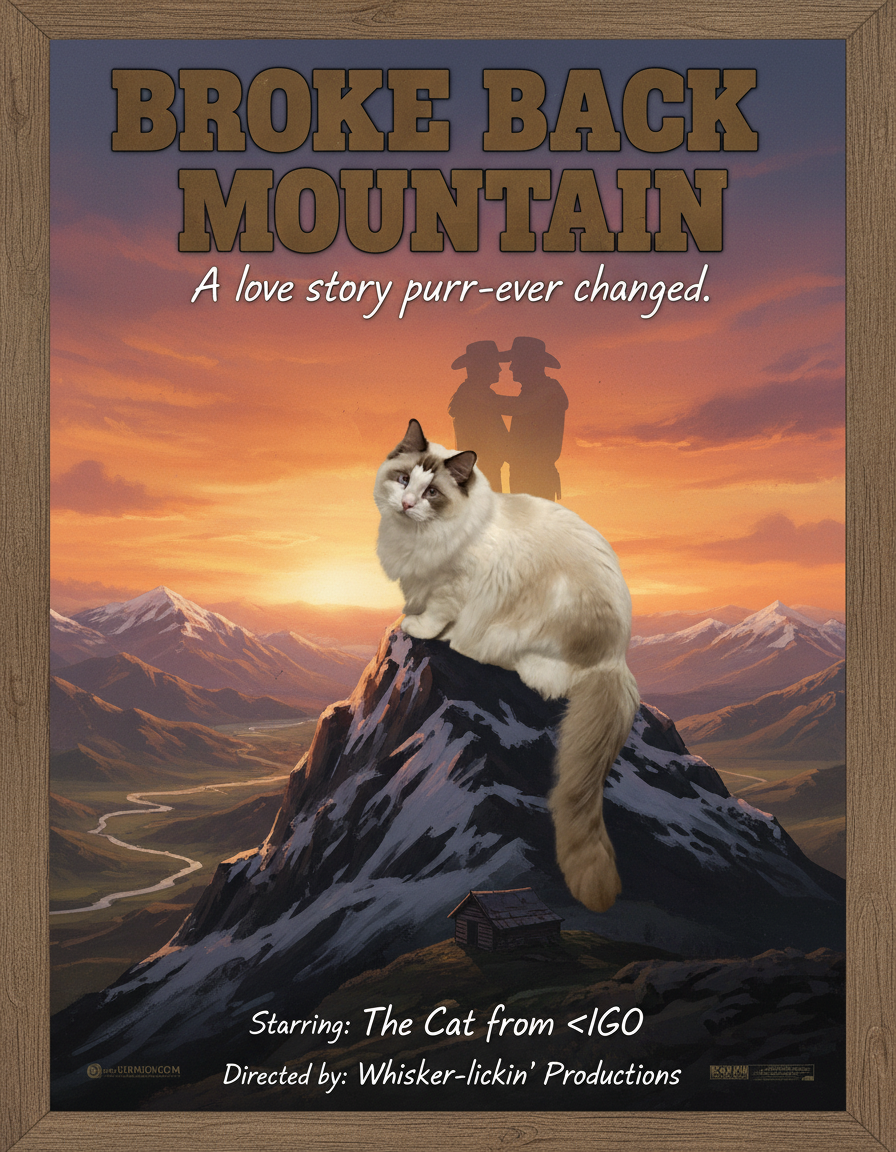 BROKE BACK
MOUNTAIN
A love story purr-ever changed.
Starring: The Cat from <IGO
Directed by: Whisker-lickin’ Productions